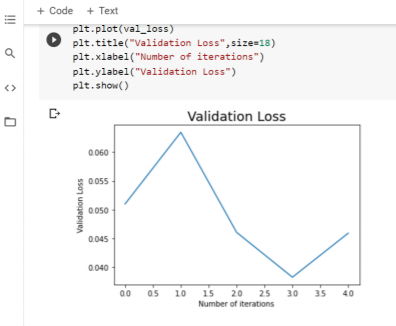 + Code + Text
plt.plot(val_loss)
plt.title("Validation Loss",size=18)
plt.xlabel("Number of iterations")
plt.ylabel("Validation Loss")
plt.show()
Validation Loss
Validation Loss
0.060
0.055
0.050
0.045
0.040
0.0 0.5 1.0 1.5 2.0 2.5 3.0 3.5 4.0
Number of iterations